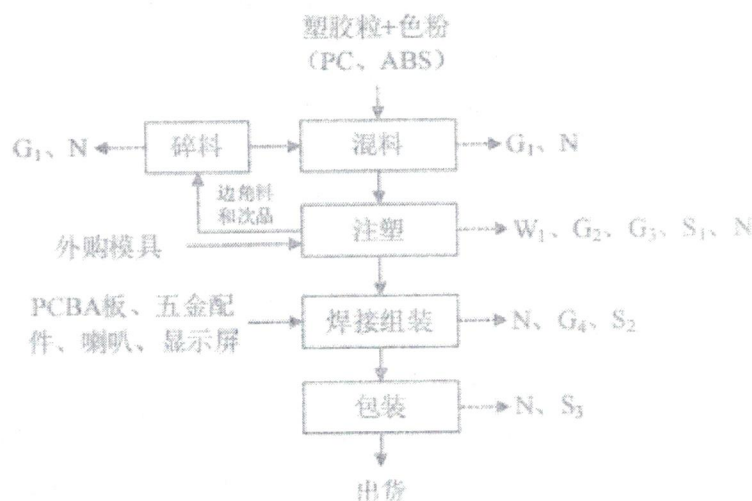 塑胶粒+色粉
(PC、ABS)
G₁、N
碎料
混料
G₁、N
边角料
和次品
注塑
W₁、G₂、G₃、S₁、N
外购模具
PCBA板、五金配
件、喇叭、显示屏
焊接组装
N、G₄、S₂
包装
N、S₃
出货